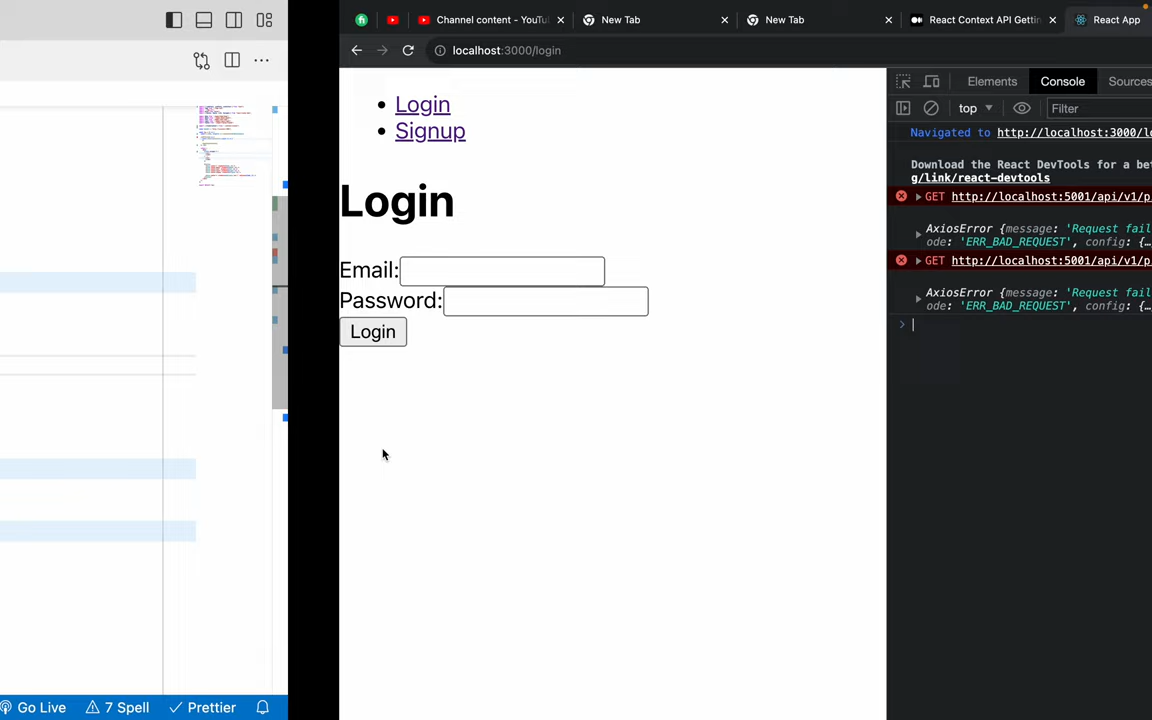 Channel content - YouTu
New Tab
New Tab
React Context API Gettin
React App
localhost:3000/login
Login
Signup
Login
Email:
Password:
Login
Elements
Console
Sources
top
Filter
Navigated to http://localhost:3000/lo
Download the React DevTools for a bet
g/link/react-devtools
GET http://localhost:5001/api/v1/p
AxiosError {message: 'Request fail
ode: 'ERR_BAD_REQUEST', config: {…
GET http://localhost:5001/api/v1/p
AxiosError {message: 'Request fail
ode: 'ERR_BAD_REQUEST', config: {…
Go Live
7 Spell
Prettier